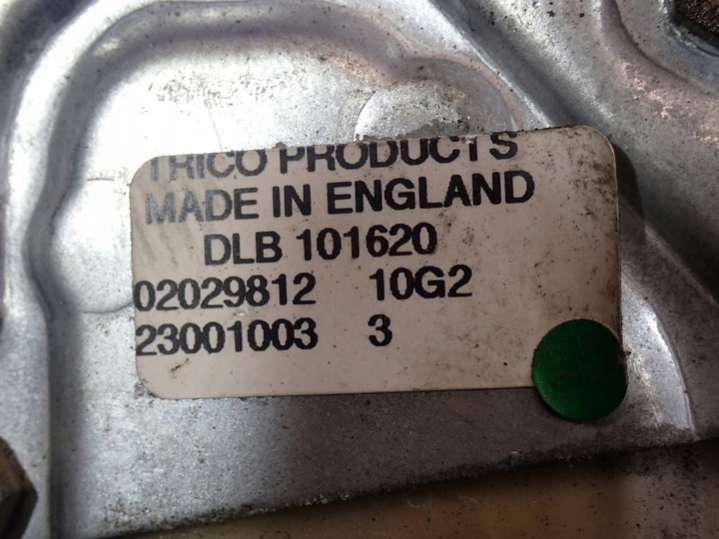 TRICO PRODUCTS
MADE IN ENGLAND
DLB 101620
02029812 10G2
23001003 3